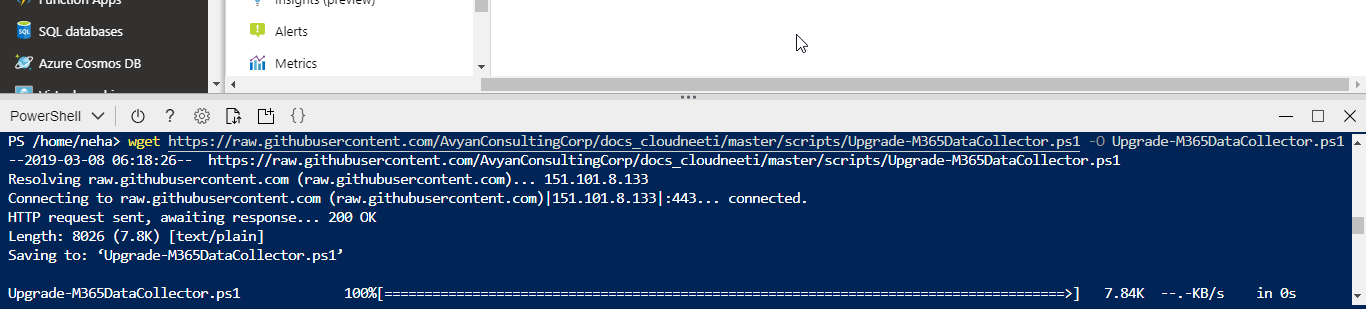 Function Apps
Insights (preview)
SQL databases
Alerts
Azure Cosmos DB
Metrics
PowerShell
PS /home/neha> wget https://raw.githubusercontent.com/AvyanConsultingCorp/docs_cloudneeti/master/scripts/Upgrade-M365DataCollector.ps1 -O Upgrade-M365DataCollector.ps1
--2019-03-08 06:18:26--  https://raw.githubusercontent.com/AvyanConsultingCorp/docs_cloudneeti/master/scripts/Upgrade-M365DataCollector.ps1
Resolving raw.githubusercontent.com (raw.githubusercontent.com)... 151.101.8.133
Connecting to raw.githubusercontent.com (raw.githubusercontent.com)|151.101.8.133|:443... connected.
HTTP request sent, awaiting response... 200 OK
Length: 8026 (7.8K) [text/plain]
Saving to: ‘Upgrade-M365DataCollector.ps1’
Upgrade-M365DataCollector.ps1 100%[=====================================================================================>] 7.84K --.-KB/s in 0s